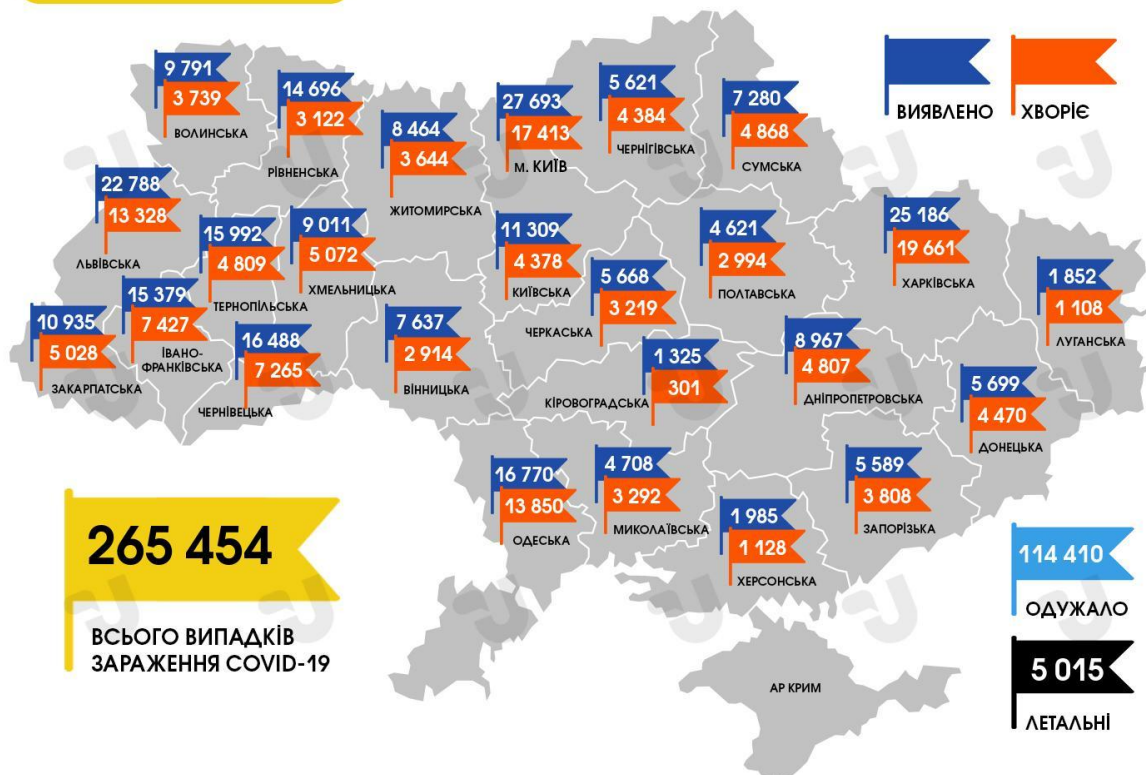 9 791
3 739
ВОЛИНСЬКА
14 696
3 122
РІВНЕНСЬКА
8 464
3 644
ЖИТОМИРСЬКА
27 693
17 413
м. КИЇВ
5 621
4 384
ЧЕРНІГІВСЬКА
7 280
4 868
СУМСЬКА
ВИЯВЛЕНО
ХВОРІЄ
22 788
13 328
ЛЬВІВСЬКА
15 992
4 809
ТЕРНОПІЛЬСЬКА
9 011
5 072
ХМЕЛЬНИЦЬКА
11 309
4 378
КИЇВСЬКА
5 668
3 219
ЧЕРКАСЬКА
4 621
2 994
ПОЛТАВСЬКА
25 186
19 661
ХАРКІВСЬКА
1 852
1 108
ЛУГАНСЬКА
10 935
5 028
ЗАКАРПАТСЬКА
15 379
7 427
ІВАНО-
ФРАНКІВСЬКА
16 488
7 265
ЧЕРНІВЕЦЬКА
7 637
2 914
ВІННИЦЬКА
1 325
301
КІРОВОГРАДСЬКА
8 967
4 807
ДНІПРОПЕТРОВСЬКА
5 699
4 470
ДОНЕЦЬКА
16 770
13 850
ОДЕСЬКА
4 708
3 292
МИКОЛАЇВСЬКА
1 985
1 128
ХЕРСОНСЬКА
5 589
3 808
ЗАПОРІЗЬКА
265 454
ВСЬОГО ВИПАДКІВ
ЗАРАЖЕННЯ COVID-19
114 410
ОДУЖАЛО
5 015
ЛЕТАЛЬНІ
АР КРИМ